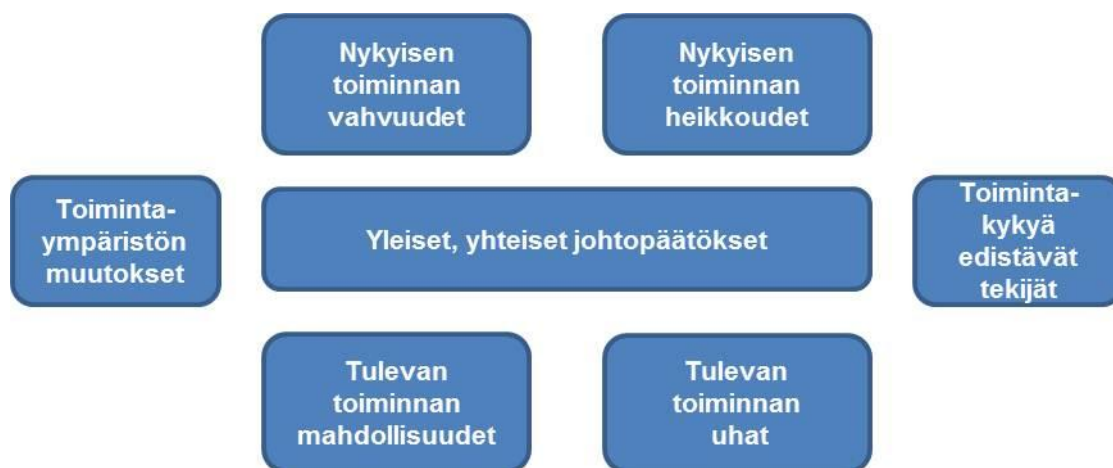 Nykyisen
toiminnan
vahvuudet
Nykyisen
toiminnan
heikkoudet
Toiminta-
ympäristön
muutokset
Yleiset, yhteiset johtopäätökset
Toiminta-
kykyä
edistävät
tekijät
Tulevan
toiminnan
mahdollisuudet
Tulevan
toiminnan
uhat